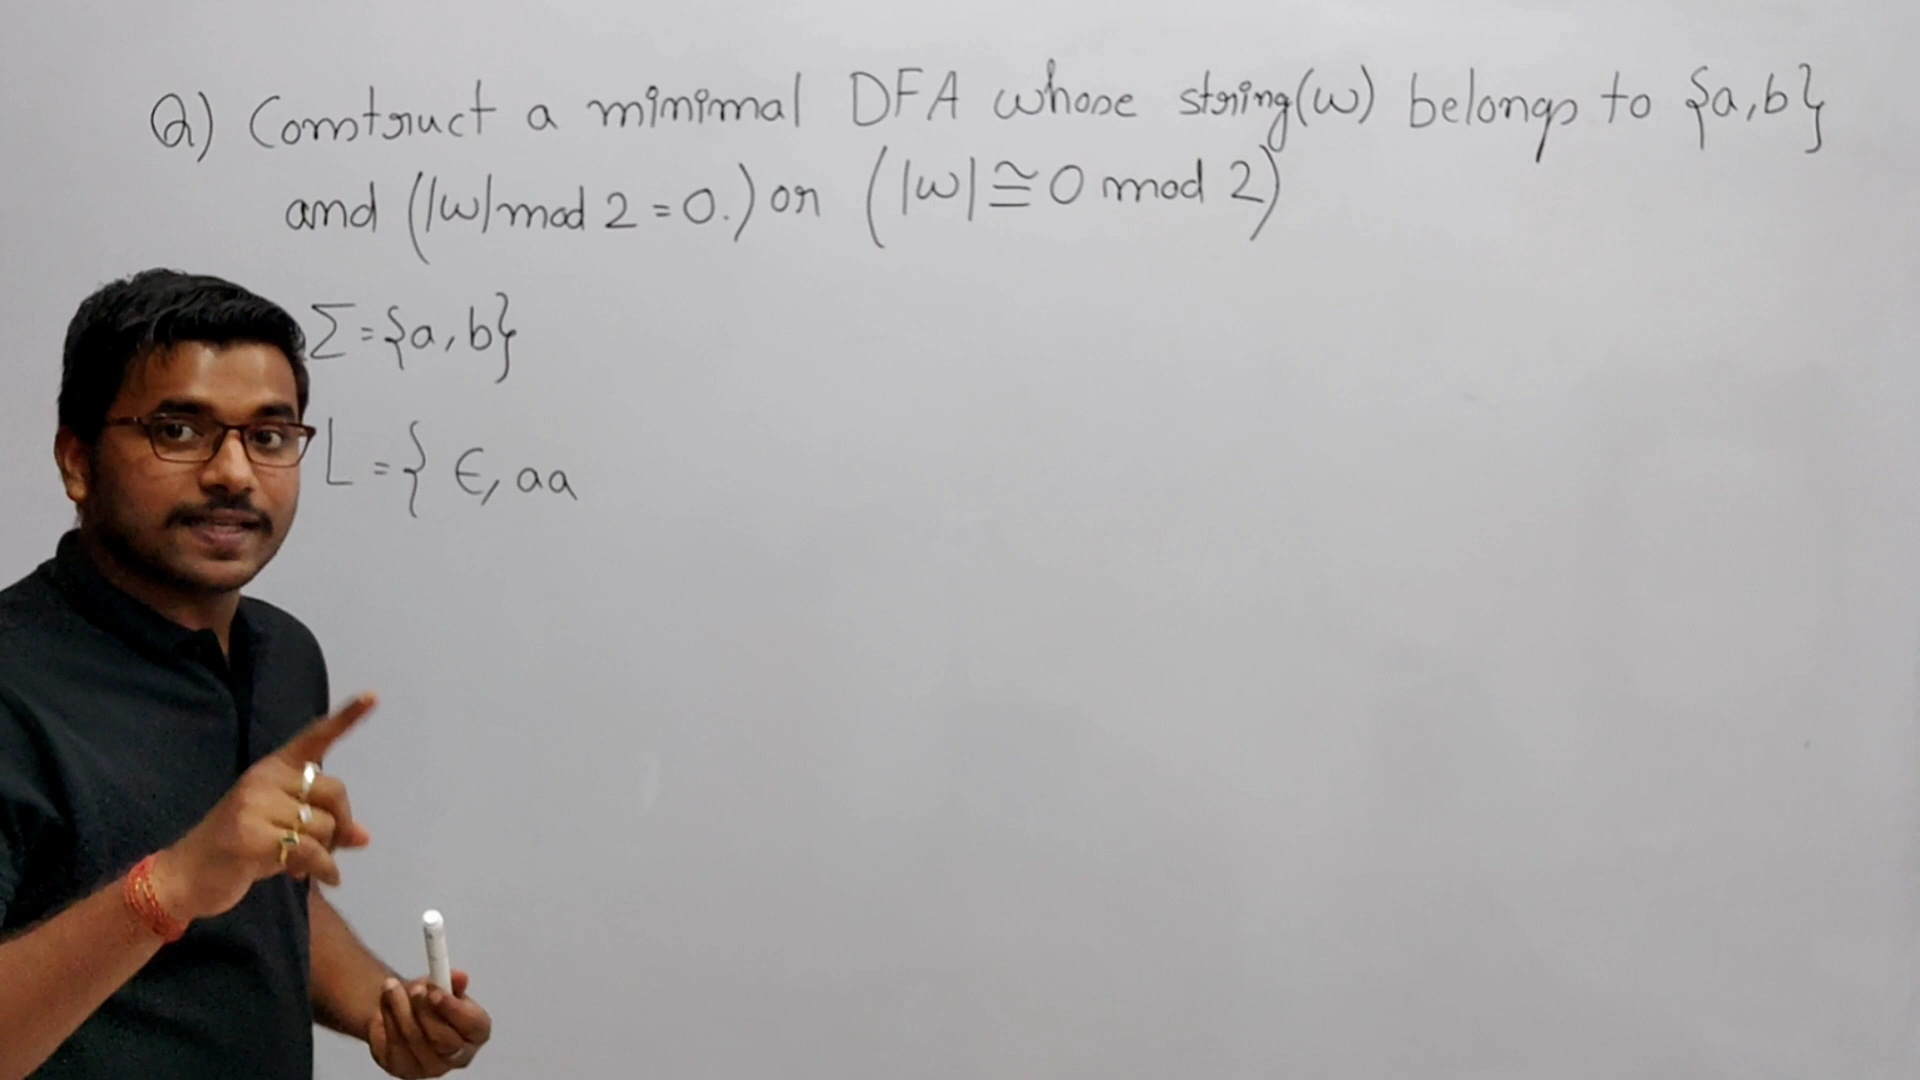 Q) Construct a minimal DFA whose string(w) belongs to {a,b}
and (|w|mod 2=0.) or (|w|≅0 mod 2)
Σ={a,b}
L={ ϵ, aa